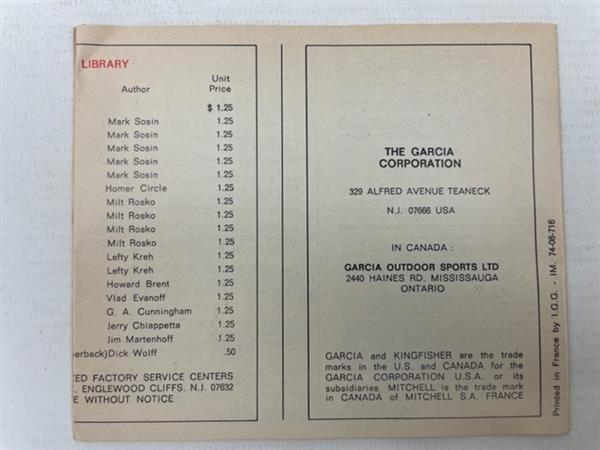 LIBRARY
Author Unit Price
$ 1.25
Mark Sosin 1.25
Mark Sosin 1.25
Mark Sosin 1.25
Mark Sosin 1.25
Mark Sosin 1.25
Homer Circle 1.25
Milt Rosko 1.25
Milt Rosko 1.25
Milt Rosko 1.25
Milt Rosko 1.25
Lefty Kreh 1.25
Lefty Kreh 1.25
Howard Brent 1.25
Vlad Evanoff 1.25
G. A. Cunningham 1.25
Jerry Chiappetta 1.25
Jim Martenhoff 1.25
erback)Dick Wolff .50
ED FACTORY SERVICE CENTERS
, ENGLEWOOD CLIFFS, N.J. 07632
E WITHOUT NOTICE
THE GARCIA
CORPORATION
329 ALFRED AVENUE TEANECK
N.J. 07666 USA
IN CANADA :
GARCIA OUTDOOR SPORTS LTD
2440 HAINES RD. MISSISSAUGA
ONTARIO
GARCIA and KINGFISHER are the trade
marks in the U.S. and CANADA for the
GARCIA CORPORATION U.S.A. or its
subsidiaries. MITCHELL is the trade mark
in CANADA of MITCHELL S.A. FRANCE
Printed in France by I.G.G. - IM. 74-08-716